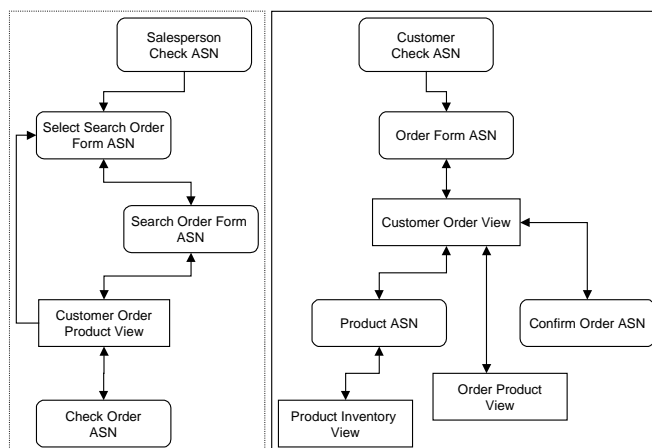 Salesperson
Check ASN
Select Search Order
Form ASN
Search Order Form
ASN
Customer Order
Product View
Check Order
ASN
Customer
Check ASN
Order Form ASN
Customer Order View
Product ASN
Confirm Order ASN
Product Inventory
View
Order Product
View